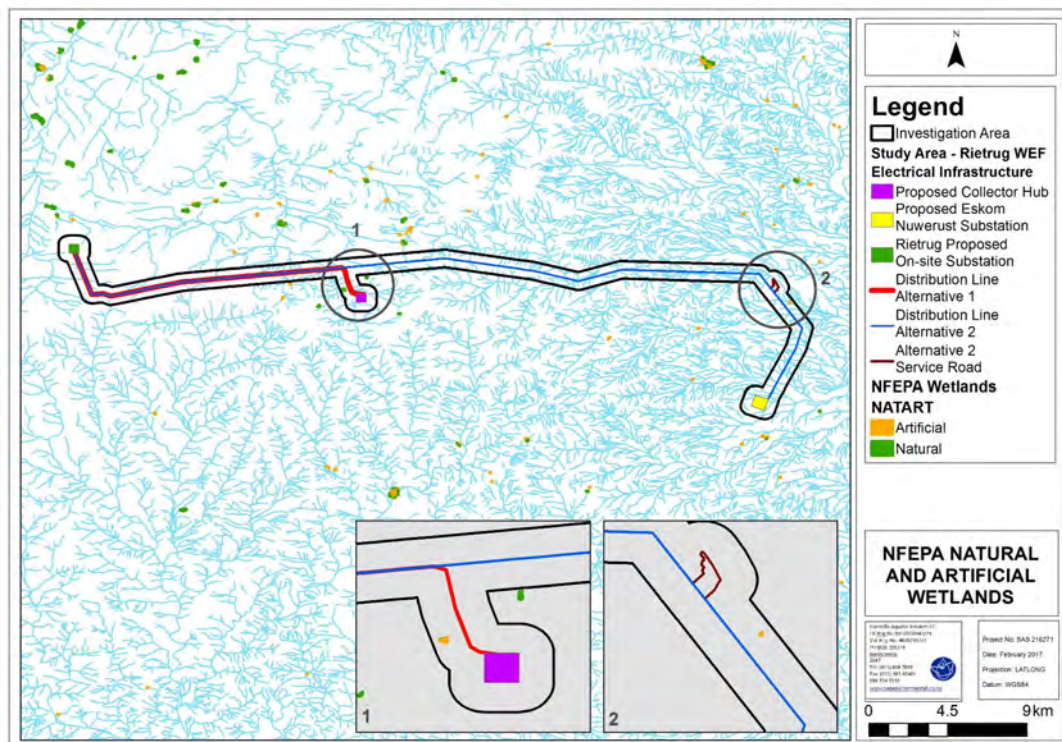 N
Legend
Investigation Area
Study Area - Rietrug WEF
Electrical Infrastructure
Proposed Collector Hub
Proposed Eskom
Nuwerust Substation
Rietrug Proposed
On-site Substation
Distribution Line
Alternative 1
Distribution Line
Alternative 2
Alternative 2
Service Road
NFEPA Wetlands
NATART
Artificial
Natural
1
2
1
2
NFEPA NATURAL
AND ARTIFICIAL
WETLANDS
Project No: SAS 216271
Date: February 2017
Projection: LATLONG
Datum: WGS84
0 4.5 9 km